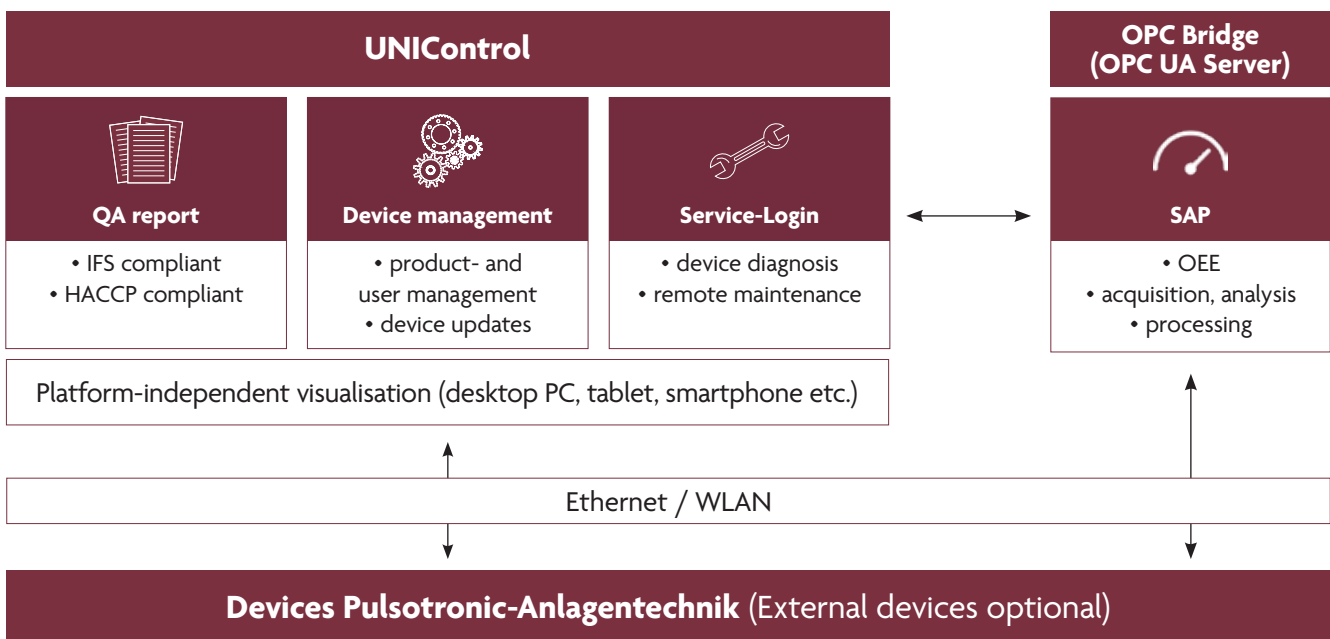 UNIControl
OPC Bridge
(OPC UA Server)
QA report
• IFS compliant
• HACCP compliant
Device management
• product- and
user management
• device updates
Service-Login
• device diagnosis
• remote maintenance
SAP
• OEE
• acquisition, analysis
• processing
Platform-independent visualisation (desktop PC, tablet, smartphone etc.)
Ethernet / WLAN
Devices Pulsotronic-Anlagentechnik (External devices optional)